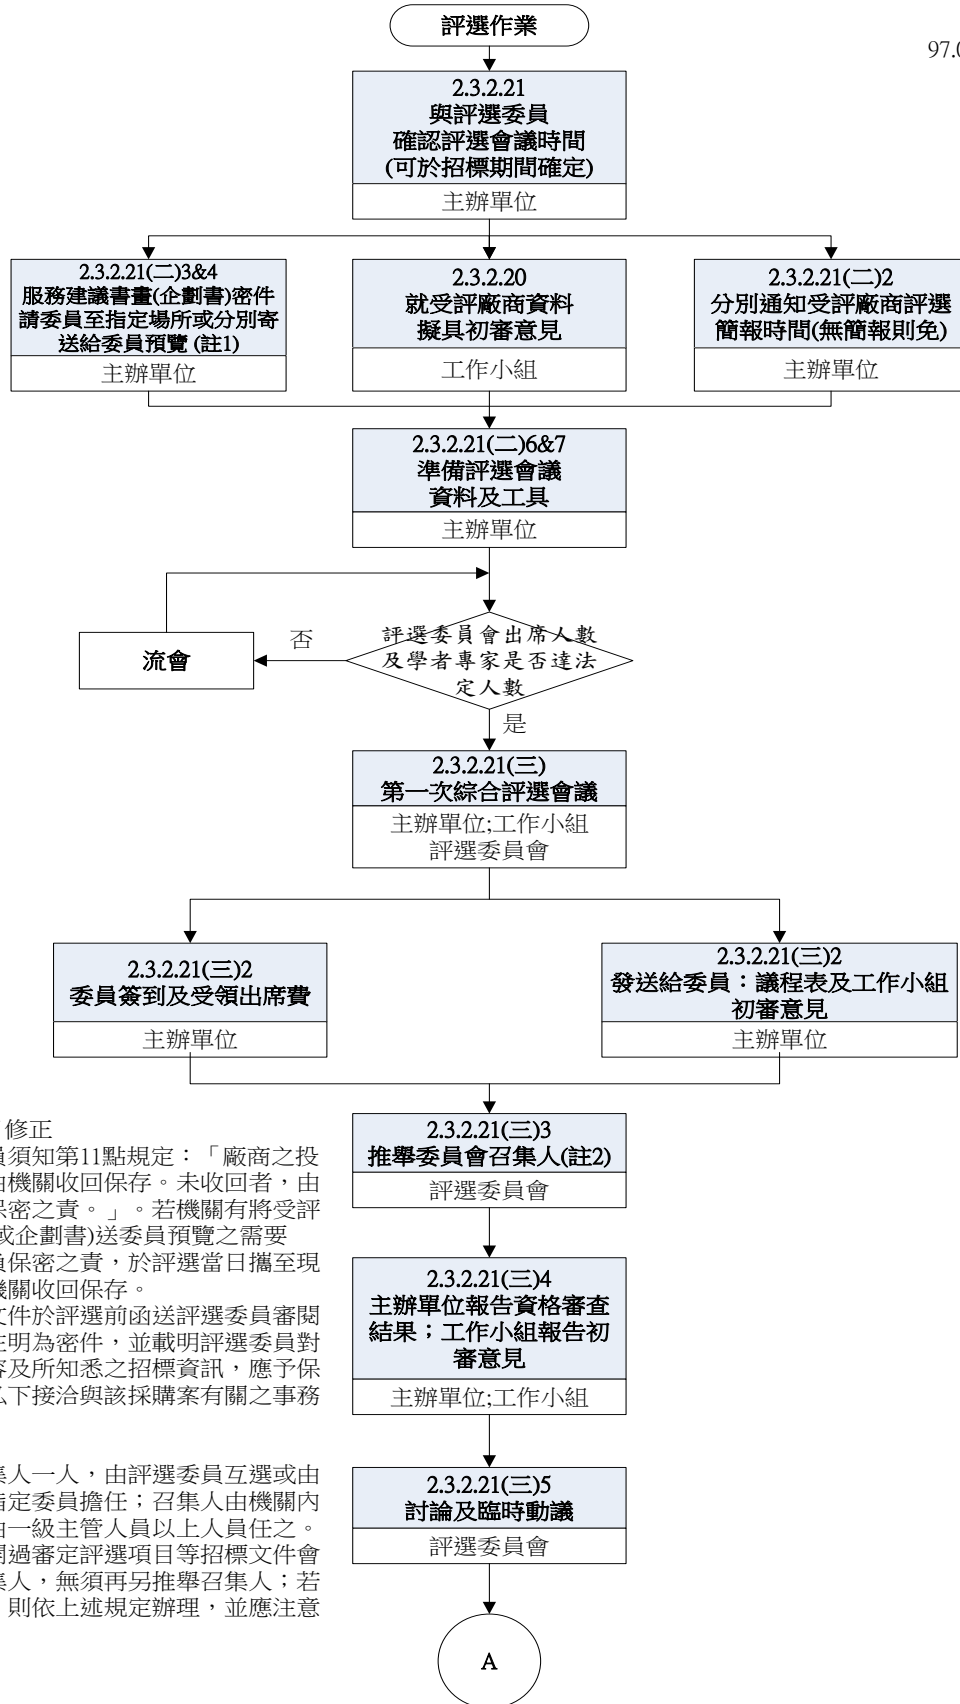 評選作業
97.0
2.3.2.21
與評選委員
確認評選會議時間
(可於招標期間確定)
主辦單位
2.3.2.21(二)3&4
服務建議書畫(企劃書)密件
請委員至指定場所或分別寄
送給委員預覽 (註1)
主辦單位
2.3.2.20
就受評廠商資料
擬具初審意見
工作小組
2.3.2.21(二)2
分別通知受評廠商評選
簡報時間(無簡報則免)
主辦單位
2.3.2.21(二)6&7
準備評選會議
資料及工具
主辦單位
評選委員會出席人數
及學者專家是否達法
定人數
否
流會
是
2.3.2.21(三)
第一次綜合評選會議
主辦單位;工作小組
評選委員會
2.3.2.21(三)2
委員簽到及受領出席費
主辦單位
2.3.2.21(三)2
發送給委員：議程表及工作小組
初審意見
主辦單位
2.3.2.21(三)3
推舉委員會召集人(註2)
評選委員會
2.3.2.21(三)4
主辦單位報告資格審查
結果；工作小組報告初
審意見
主辦單位;工作小組
2.3.2.21(三)5
討論及臨時動議
評選委員會
A
修正
員須知第11點規定：「廠商之投
由機關收回保存。未收回者，由
保密之責。」。若機關有將受評
或企劃書)送委員預覽之需要
負保密之責，於評選當日攜至現
機關收回保存。
文件於評選前函送評選委員審閱
註明為密件，並載明評選委員對
容及所知悉之招標資訊，應予保
私下接洽與該採購案有關之事務
集人一人，由評選委員互選或由
指定委員擔任；召集人由機關內
由一級主管人員以上人員任之。
開過審定評選項目等招標文件會
集人，無須再另推舉召集人；若
則依上述規定辦理，並應注意